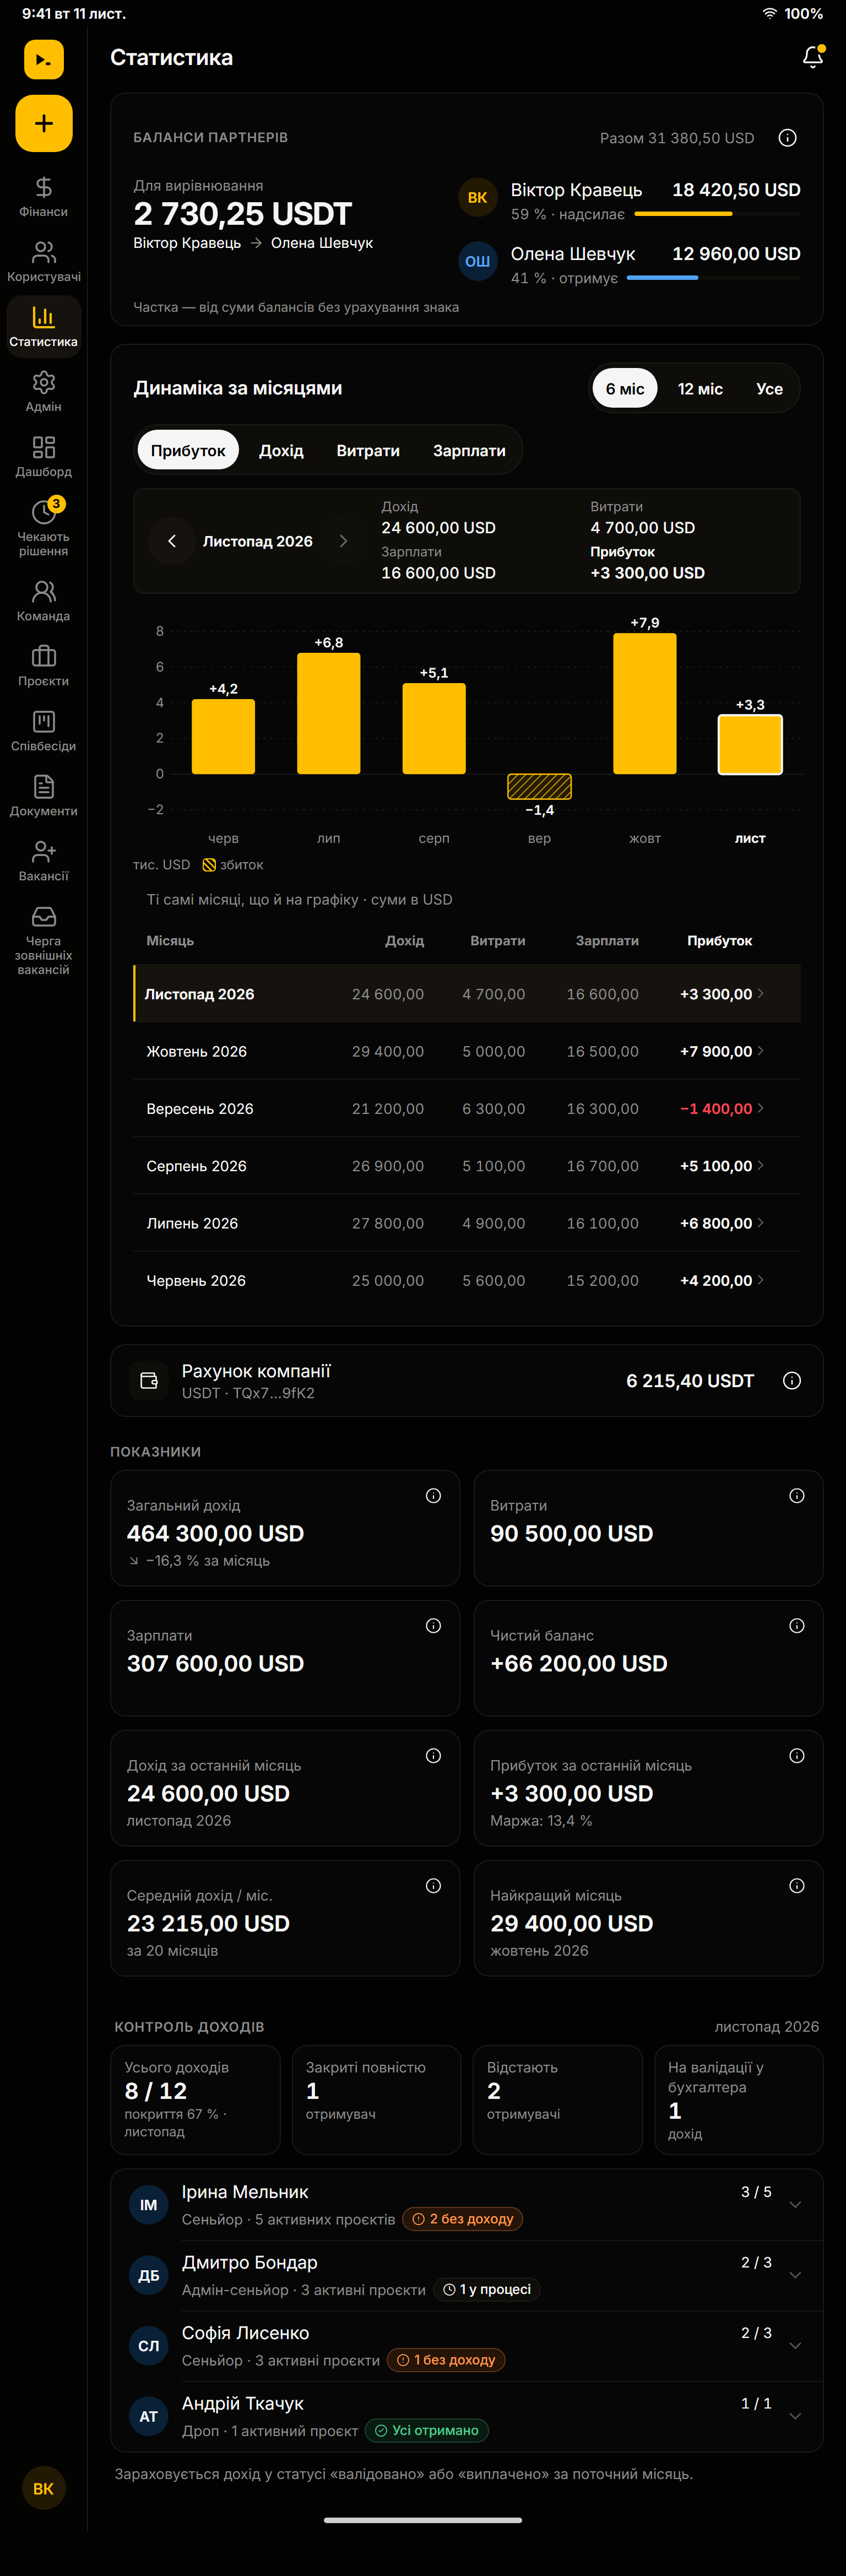 9:41 вт 11 лист.
100%
Статистика
Фінанси
Користувачі
Статистика
Адмін
Дашборд
3
Чекають
рішення
Команда
Проєкти
Співбесіди
Документи
Вакансії
Черга
зовнішніх
вакансій
ВК
БАЛАНСИ ПАРТНЕРІВ
Разом 31 380,50 USD
Для вирівнювання
2 730,25 USDT
Віктор Кравець → Олена Шевчук
ВК
Віктор Кравець 18 420,50 USD
59 % · надсилає
ОШ
Олена Шевчук 12 960,00 USD
41 % · отримує
Частка — від суми балансів без урахування знака
Динаміка за місяцями
6 міс 12 міс Усе
Прибуток Дохід Витрати Зарплати
Листопад 2026
Дохід
24 600,00 USD
Витрати
4 700,00 USD
Зарплати
16 600,00 USD
Прибуток
+3 300,00 USD
8
6
4
2
0
−2
+4,2
+6,8
+5,1
−1,4
+7,9
+3,3
черв лип серп вер жовт лист
тис. USD збиток
Ті самі місяці, що й на графіку · суми в USD
Місяць Дохід Витрати Зарплати Прибуток
Листопад 2026 24 600,00 4 700,00 16 600,00 +3 300,00
Жовтень 2026 29 400,00 5 000,00 16 500,00 +7 900,00
Вересень 2026 21 200,00 6 300,00 16 300,00 −1 400,00
Серпень 2026 26 900,00 5 100,00 16 700,00 +5 100,00
Липень 2026 27 800,00 4 900,00 16 100,00 +6 800,00
Червень 2026 25 000,00 5 600,00 15 200,00 +4 200,00
Рахунок компанії
USDT · TQx7…9fK2
6 215,40 USDT
ПОКАЗНИКИ
Загальний дохід
464 300,00 USD
−16,3 % за місяць
Витрати
90 500,00 USD
Зарплати
307 600,00 USD
Чистий баланс
+66 200,00 USD
Дохід за останній місяць
24 600,00 USD
листопад 2026
Прибуток за останній місяць
+3 300,00 USD
Маржа: 13,4 %
Середній дохід / міс.
23 215,00 USD
за 20 місяців
Найкращий місяць
29 400,00 USD
жовтень 2026
КОНТРОЛЬ ДОХОДІВ
листопад 2026
Усього доходів
8 / 12
покриття 67 % ·
листопад
Закриті повністю
1
отримувач
Відстають
2
отримувачі
На валідації у
бухгалтера
1
дохід
ІМ
Ірина Мельник 3 / 5
Сеньйор · 5 активних проєктів 2 без доходу
ДБ
Дмитро Бондар 2 / 3
Адмін-сеньйор · 3 активні проєкти 1 у процесі
СЛ
Софія Лисенко 2 / 3
Сеньйор · 3 активні проєкти 1 без доходу
АТ
Андрій Ткачук 1 / 1
Дроп · 1 активний проєкт Усі отримано
Зараховується дохід у статусі «валідовано» або «виплачено» за поточний місяць.